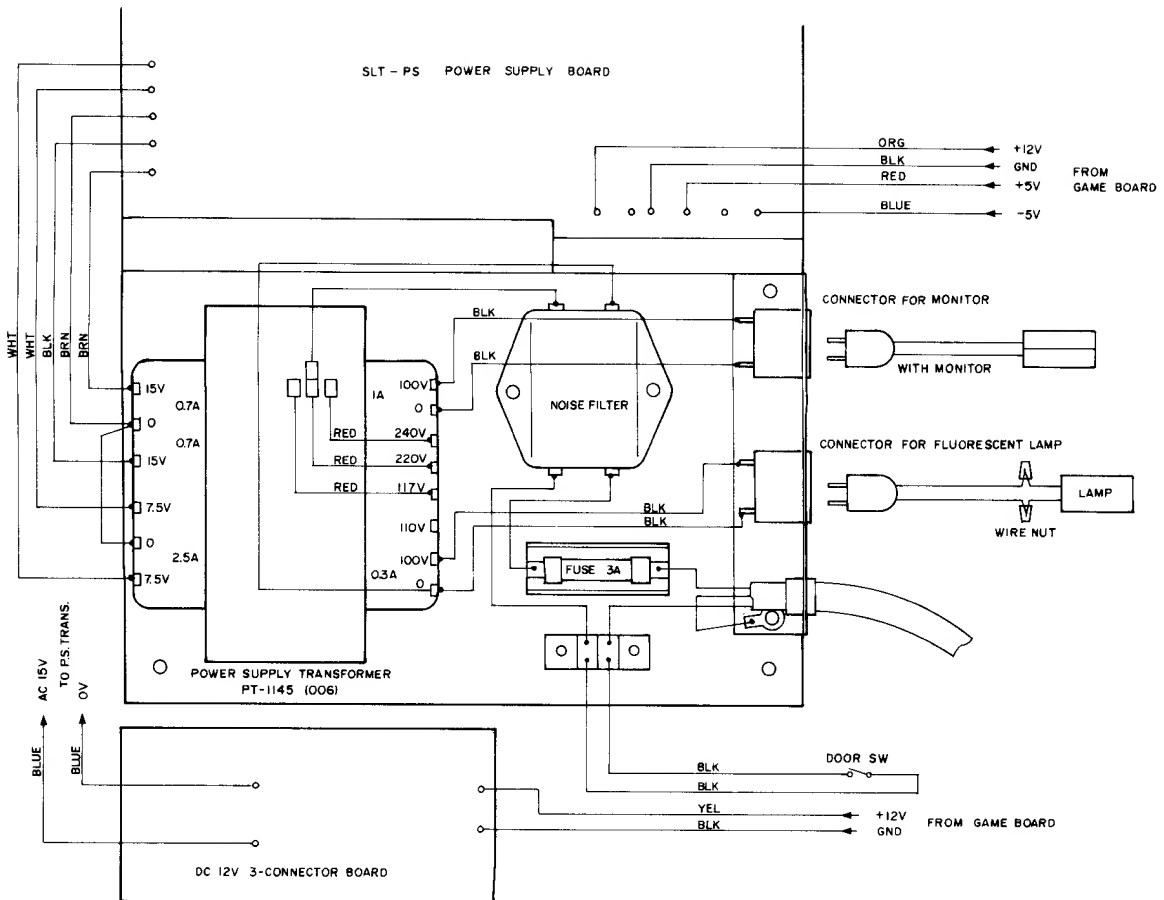 SLT-PS POWER SUPPLY BOARD
ORG
+12V
BLK
GND
RED
+5V
FROM
GAME BOARD
BLUE
-5V
WHT
WHT
BLK
BRN
BRN
BLK
BLK
CONNECTOR FOR MONITOR
WITH MONITOR
NOISE FILTER
15V
0.7A
0
0.7A
15V
7.5V
0
2.5A
7.5V
1A
100V
0
RED
240V
RED
220V
RED
117V
110V
100V
0.3A
0
BLK
BLK
CONNECTOR FOR FLUORESCENT LAMP
LAMP
WIRE NUT
FUSE 3A
POWER SUPPLY TRANSFORMER
PT-1145 (006)
AC 15V
TO P.S. TRANS.
0V
BLUE
BLUE
DOOR SW
BLK
BLK
YEL
+12V
BLK
GND
FROM GAME BOARD
DC 12V 3-CONNECTOR BOARD